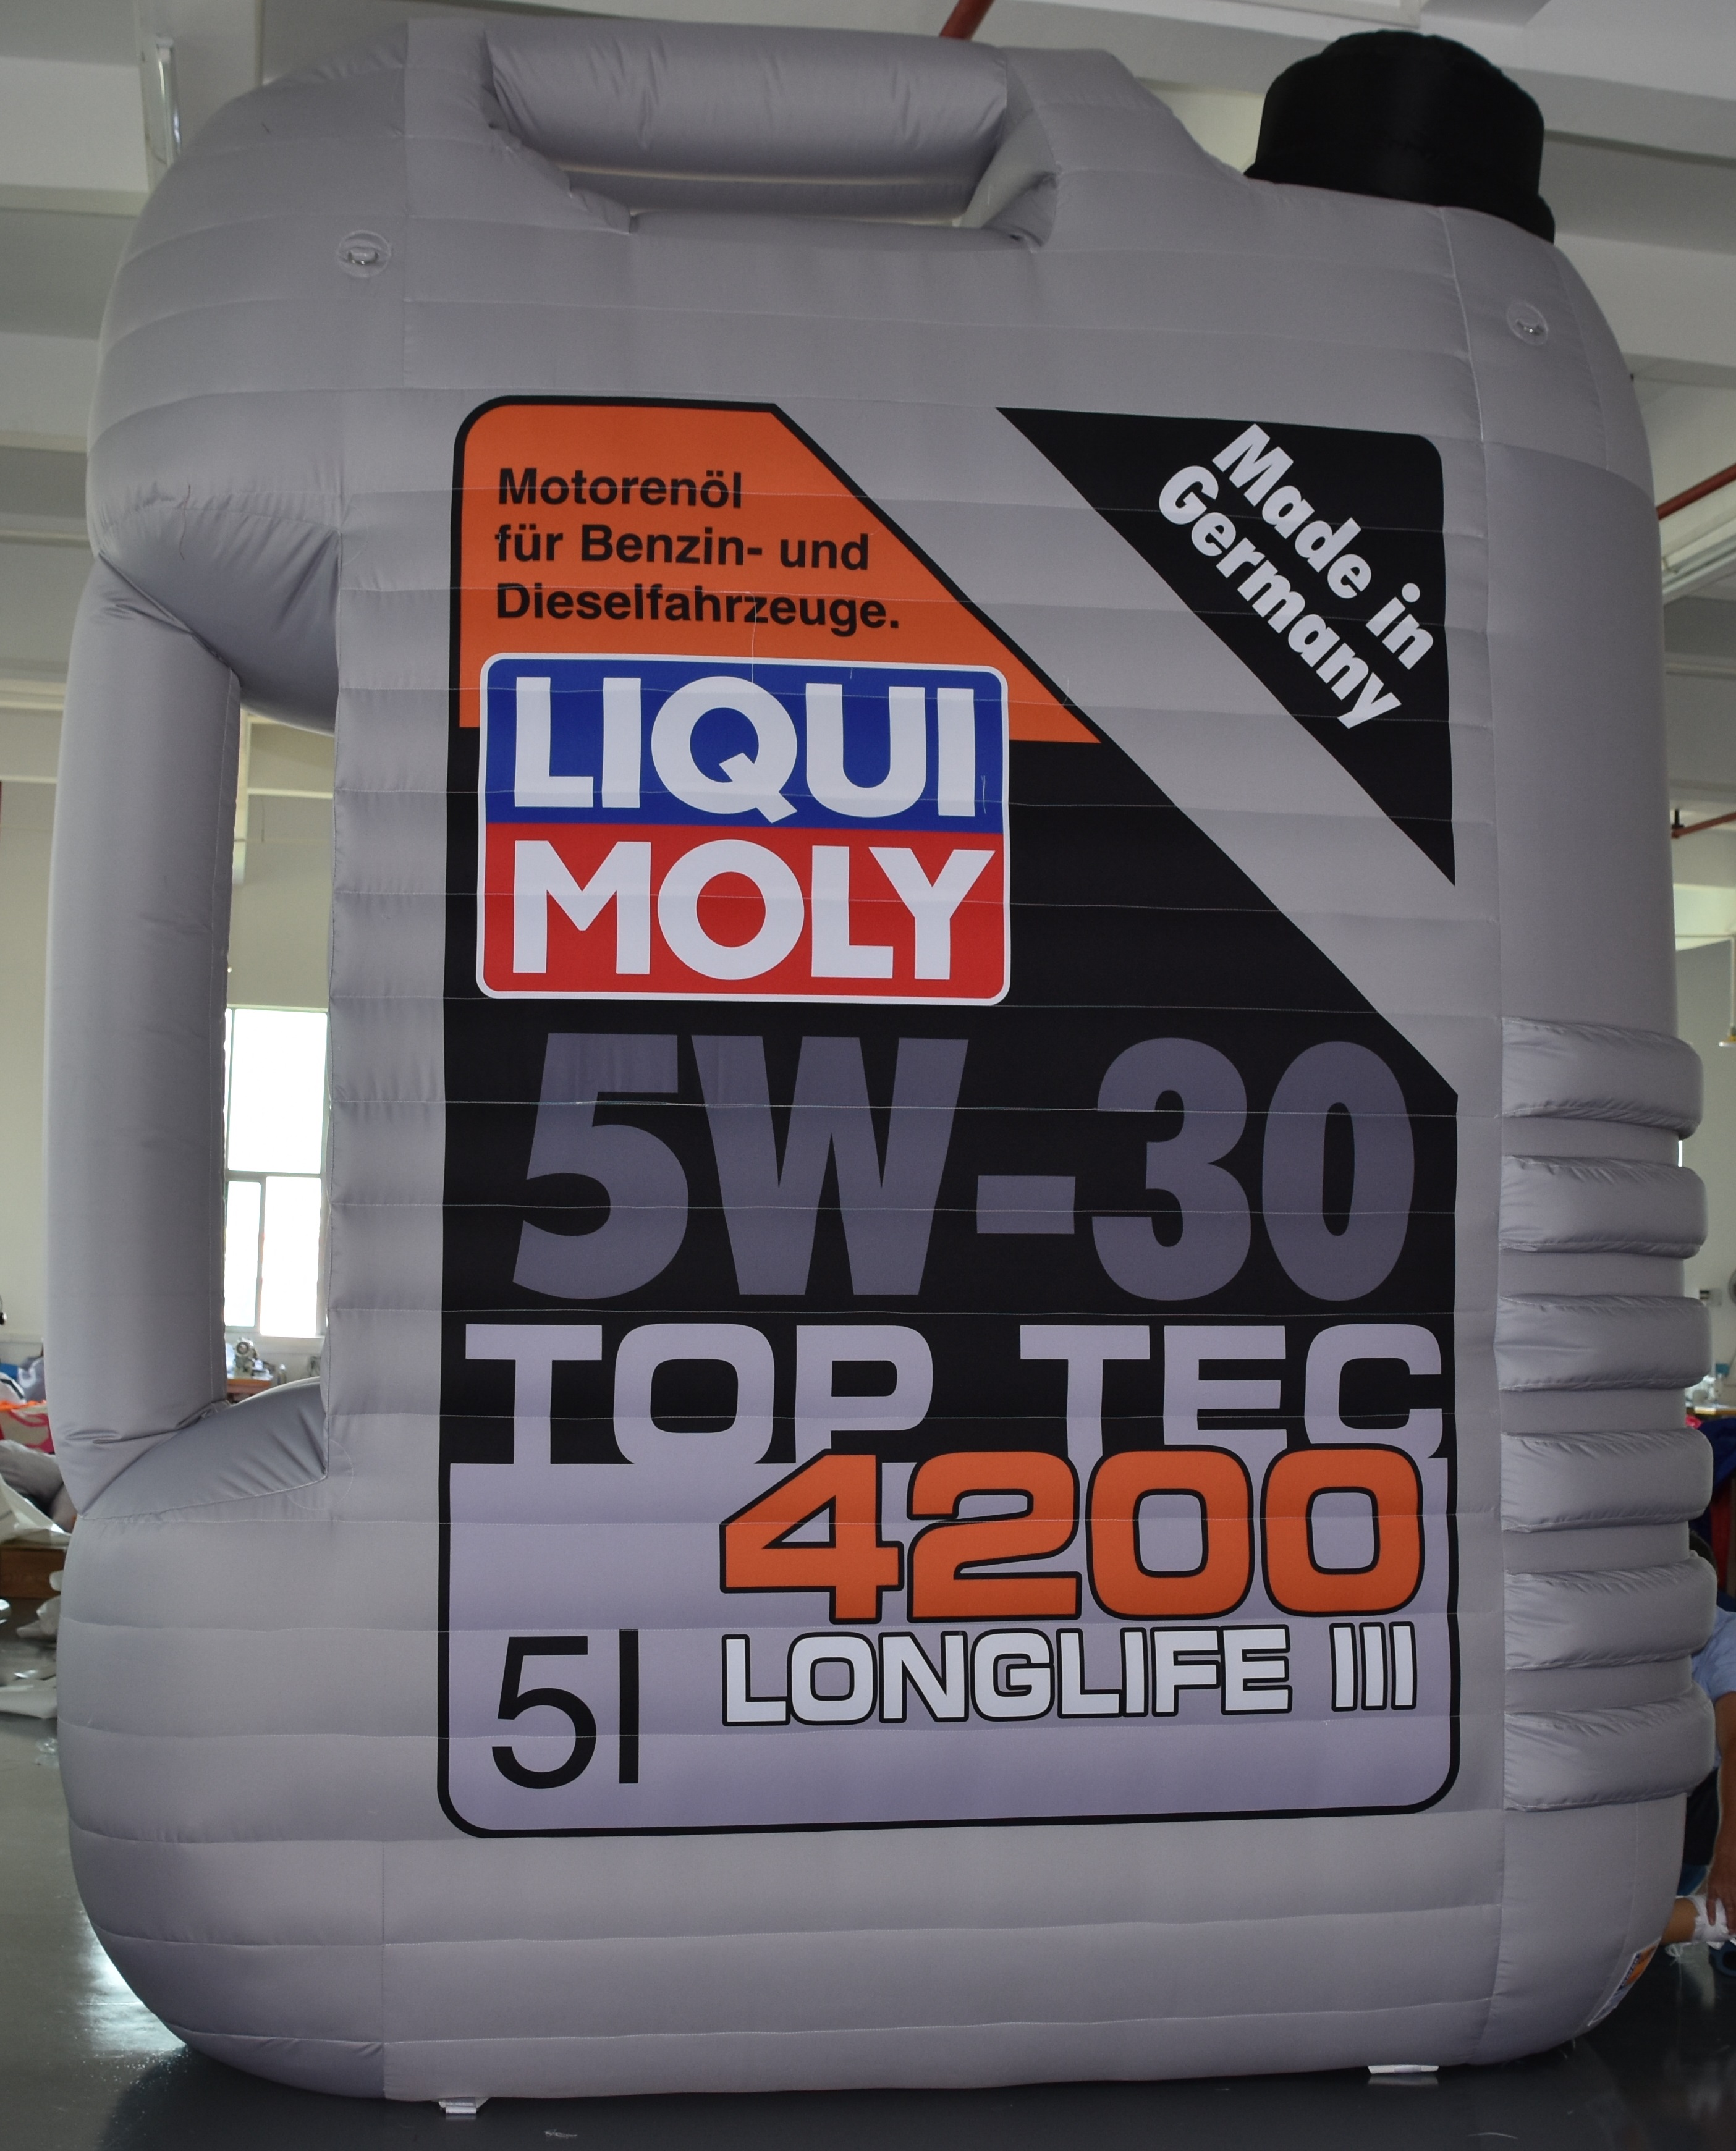 Motorenöl
für Benzin- und
Dieselfahrzeuge.
Made in
Germany
LIQUI
MOLY
5W-30
TOP TEC
4200
5l
LONGLIFE III